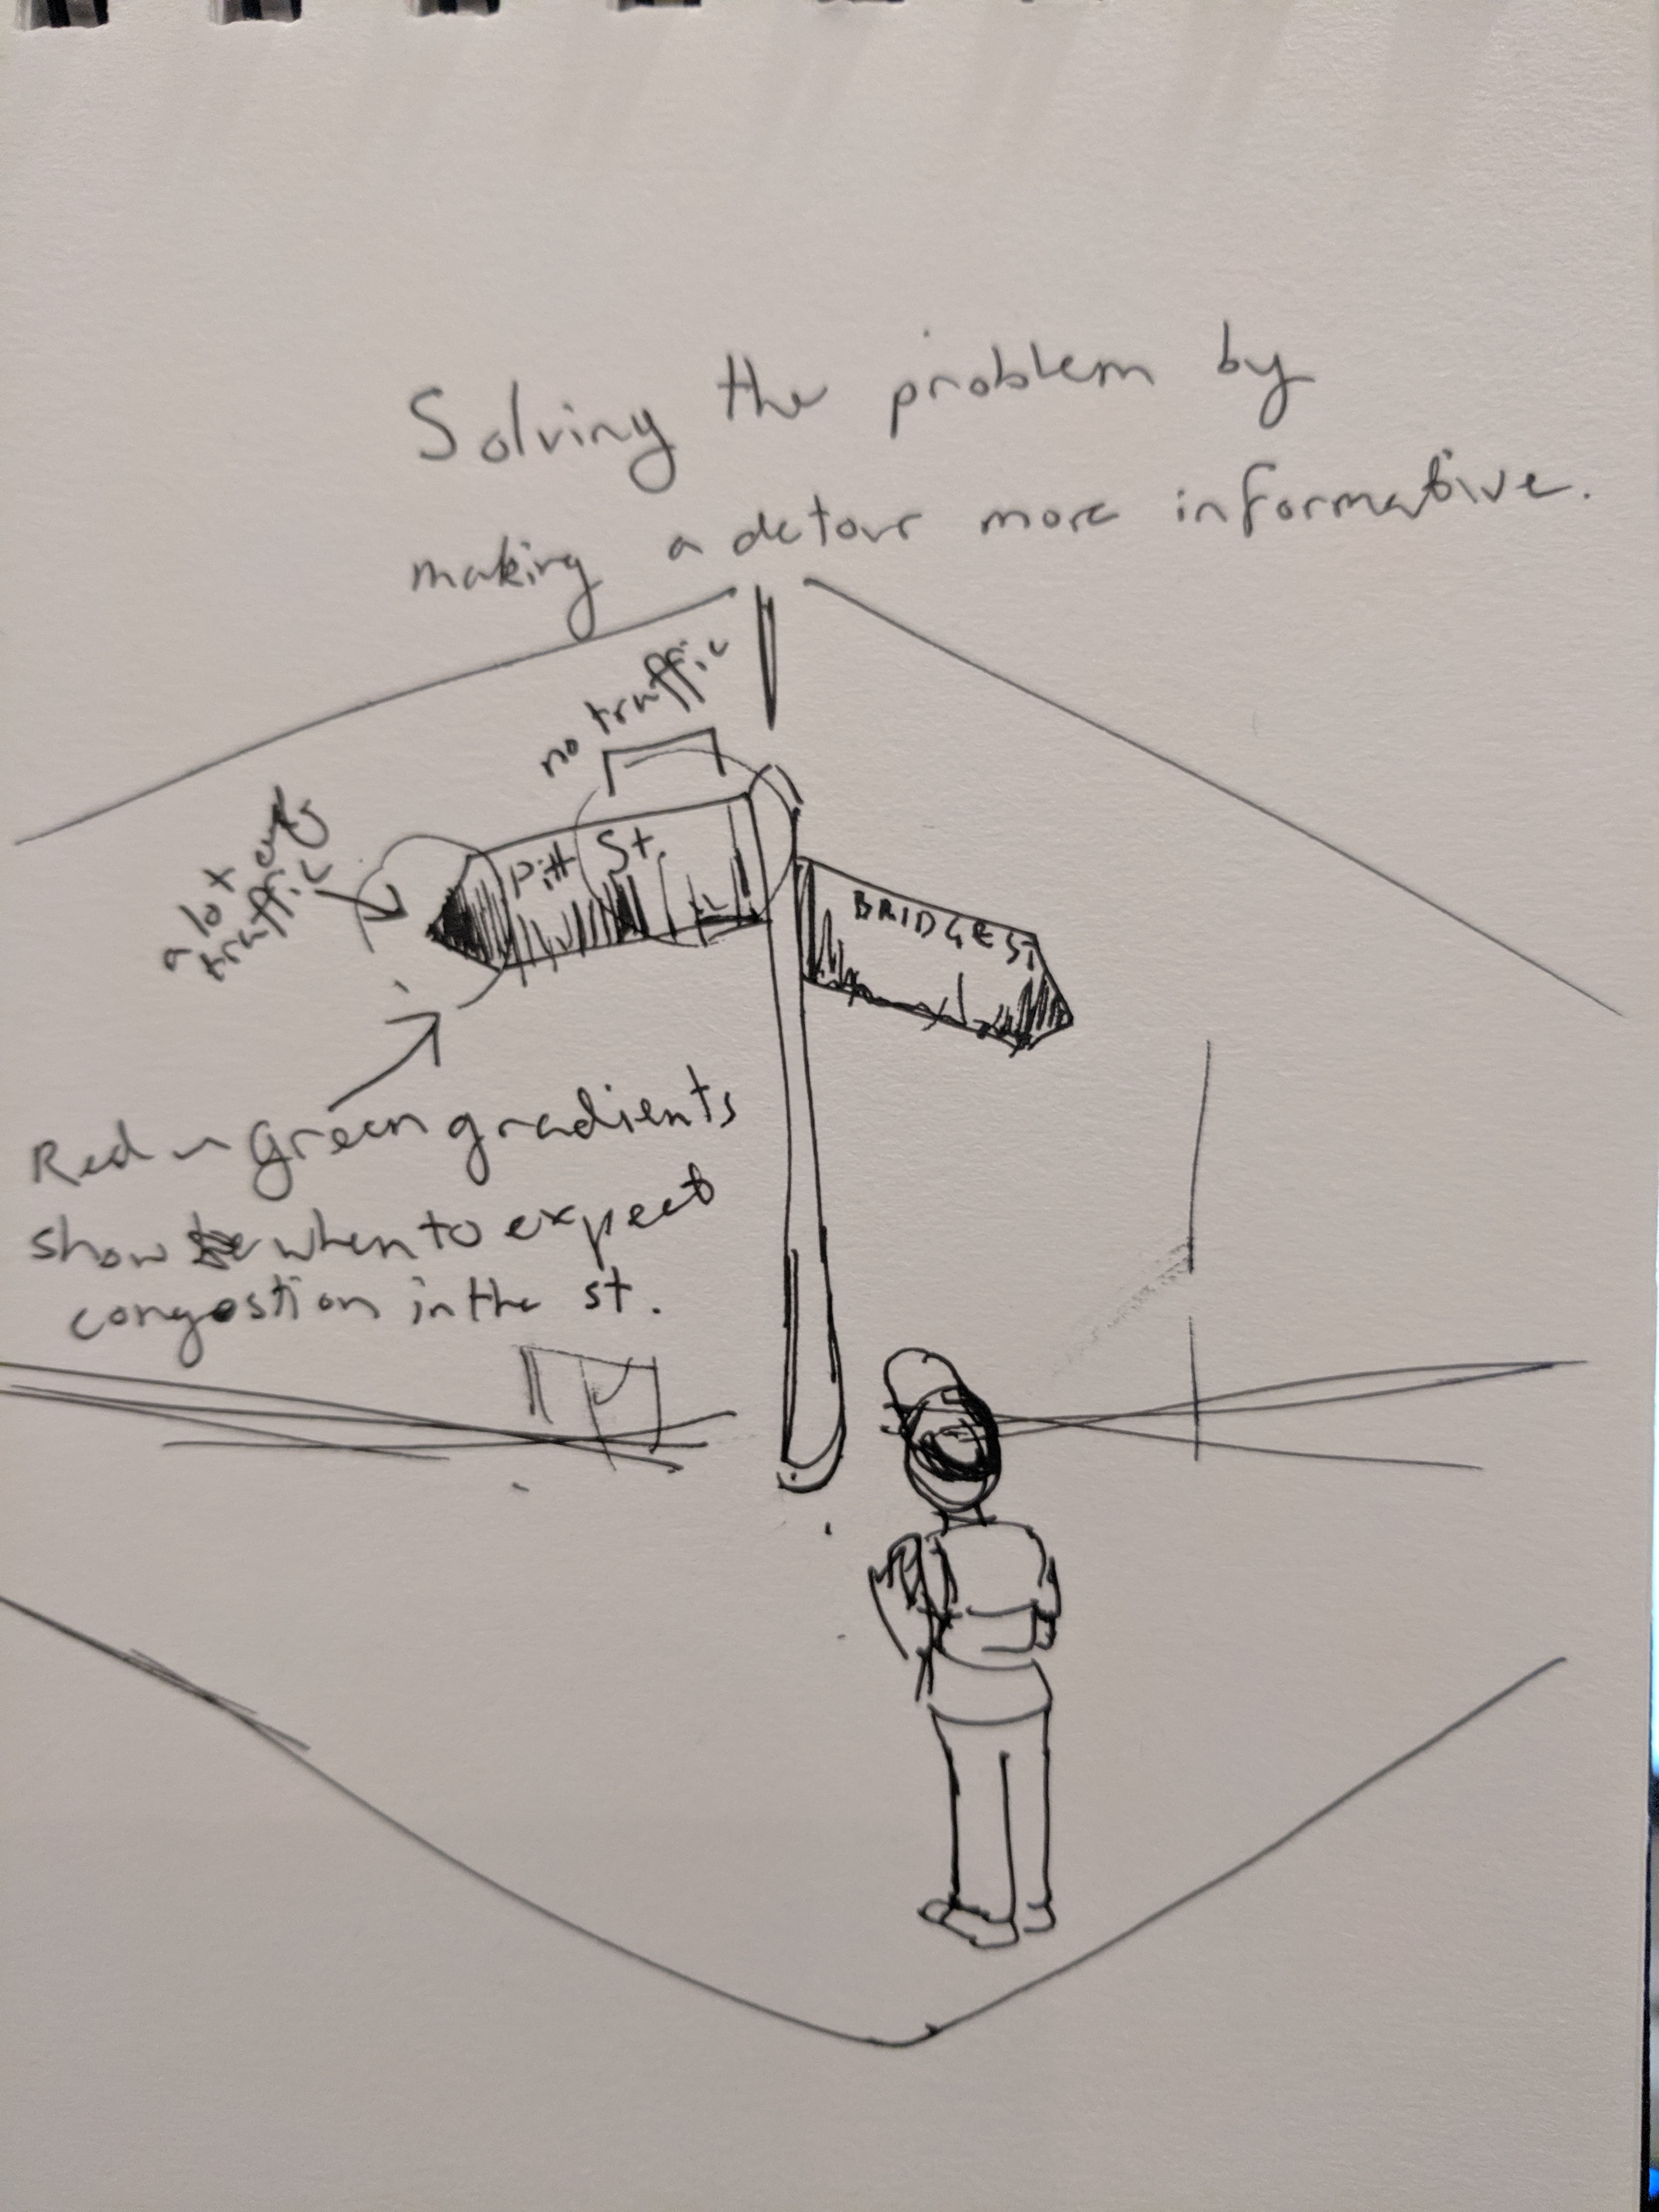 Solving the problem by
making a detour more informative.
no traffic
a lot
traffic
Pitt St.
BRIDGE ST
Red green gradients
show when to expect
congestion in the st.